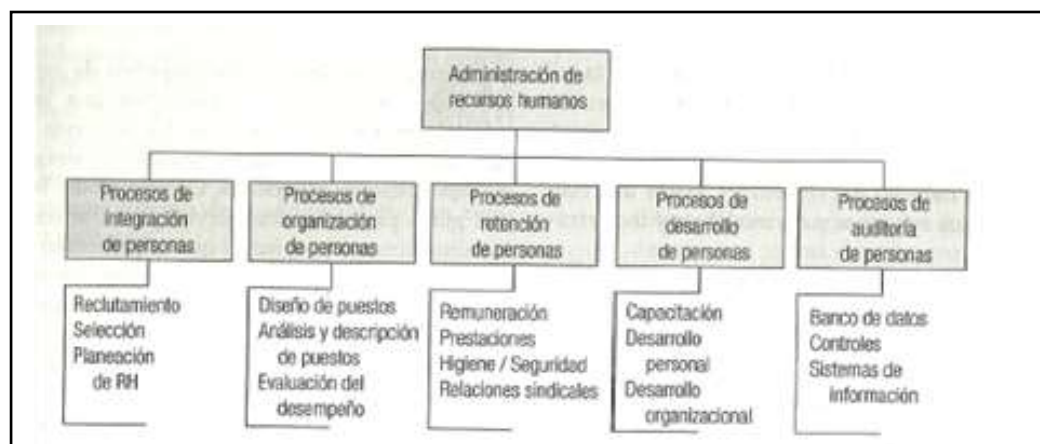 Administración de
recursos humanos
Procesos de
integración
de personas
Procesos de
organización
de personas
Procesos de
retención
de personas
Procesos de
desarrollo
de personas
Procesos de
auditoría
de personas
Reclutamiento
Selección
Planeación
de RH
Diseño de puestos
Análisis y descripción
de puestos
Evaluación del
desempeño
Remuneración
Prestaciones
Higiene / Seguridad
Relaciones sindicales
Capacitación
Desarrollo
personal
Desarrollo
organizacional
Banco de datos
Controles
Sistemas de
información